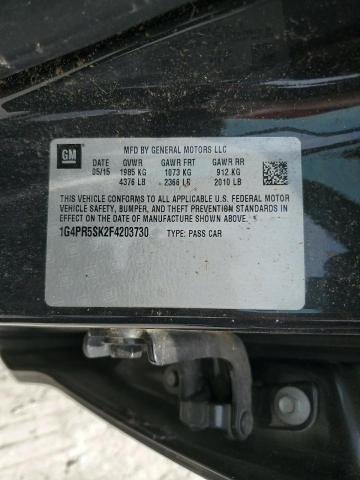 GM
MFD BY GENERAL MOTORS LLC
DATE GVWR GAWR FRT GAWR RR
05/15 1985 KG 1073 KG 912 KG
4376 LB 2366 LB 2010 LB
THIS VEHICLE CONFORMS TO ALL APPLICABLE U.S. FEDERAL MOTOR
VEHICLE SAFETY, BUMPER, AND THEFT PREVENTION STANDARDS IN
EFFECT ON THE DATE OF MANUFACTURE SHOWN ABOVE.
1G4PR5SK2F4203730 TYPE: PASS CAR